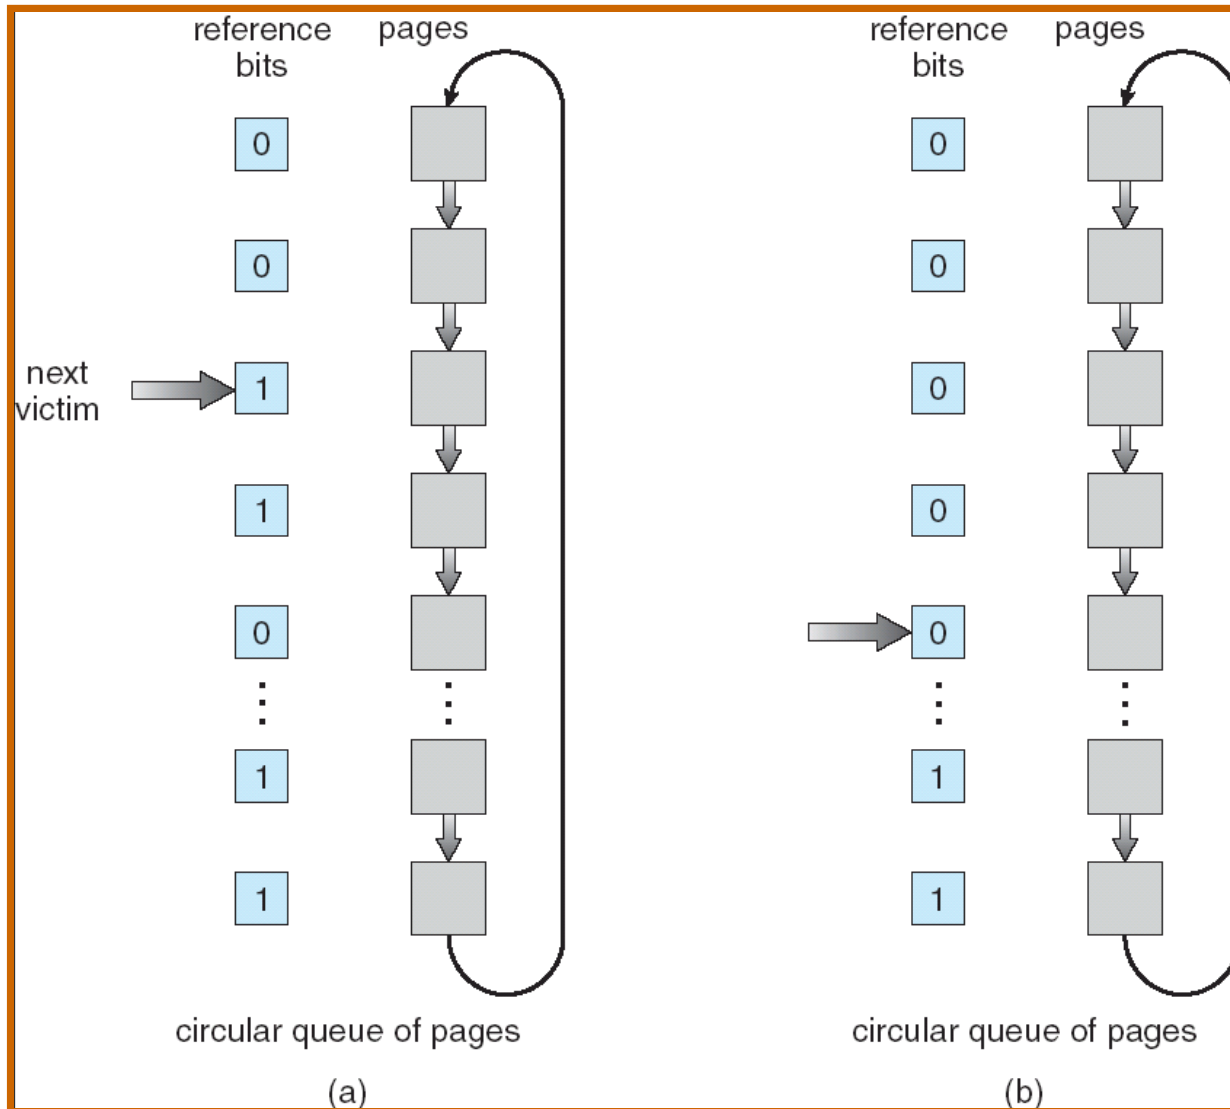 reference bits
pages
0
0
next victim
1
1
0
1
1
circular queue of pages
(a)
reference bits
pages
0
0
0
0
0
1
1
circular queue of pages
(b)